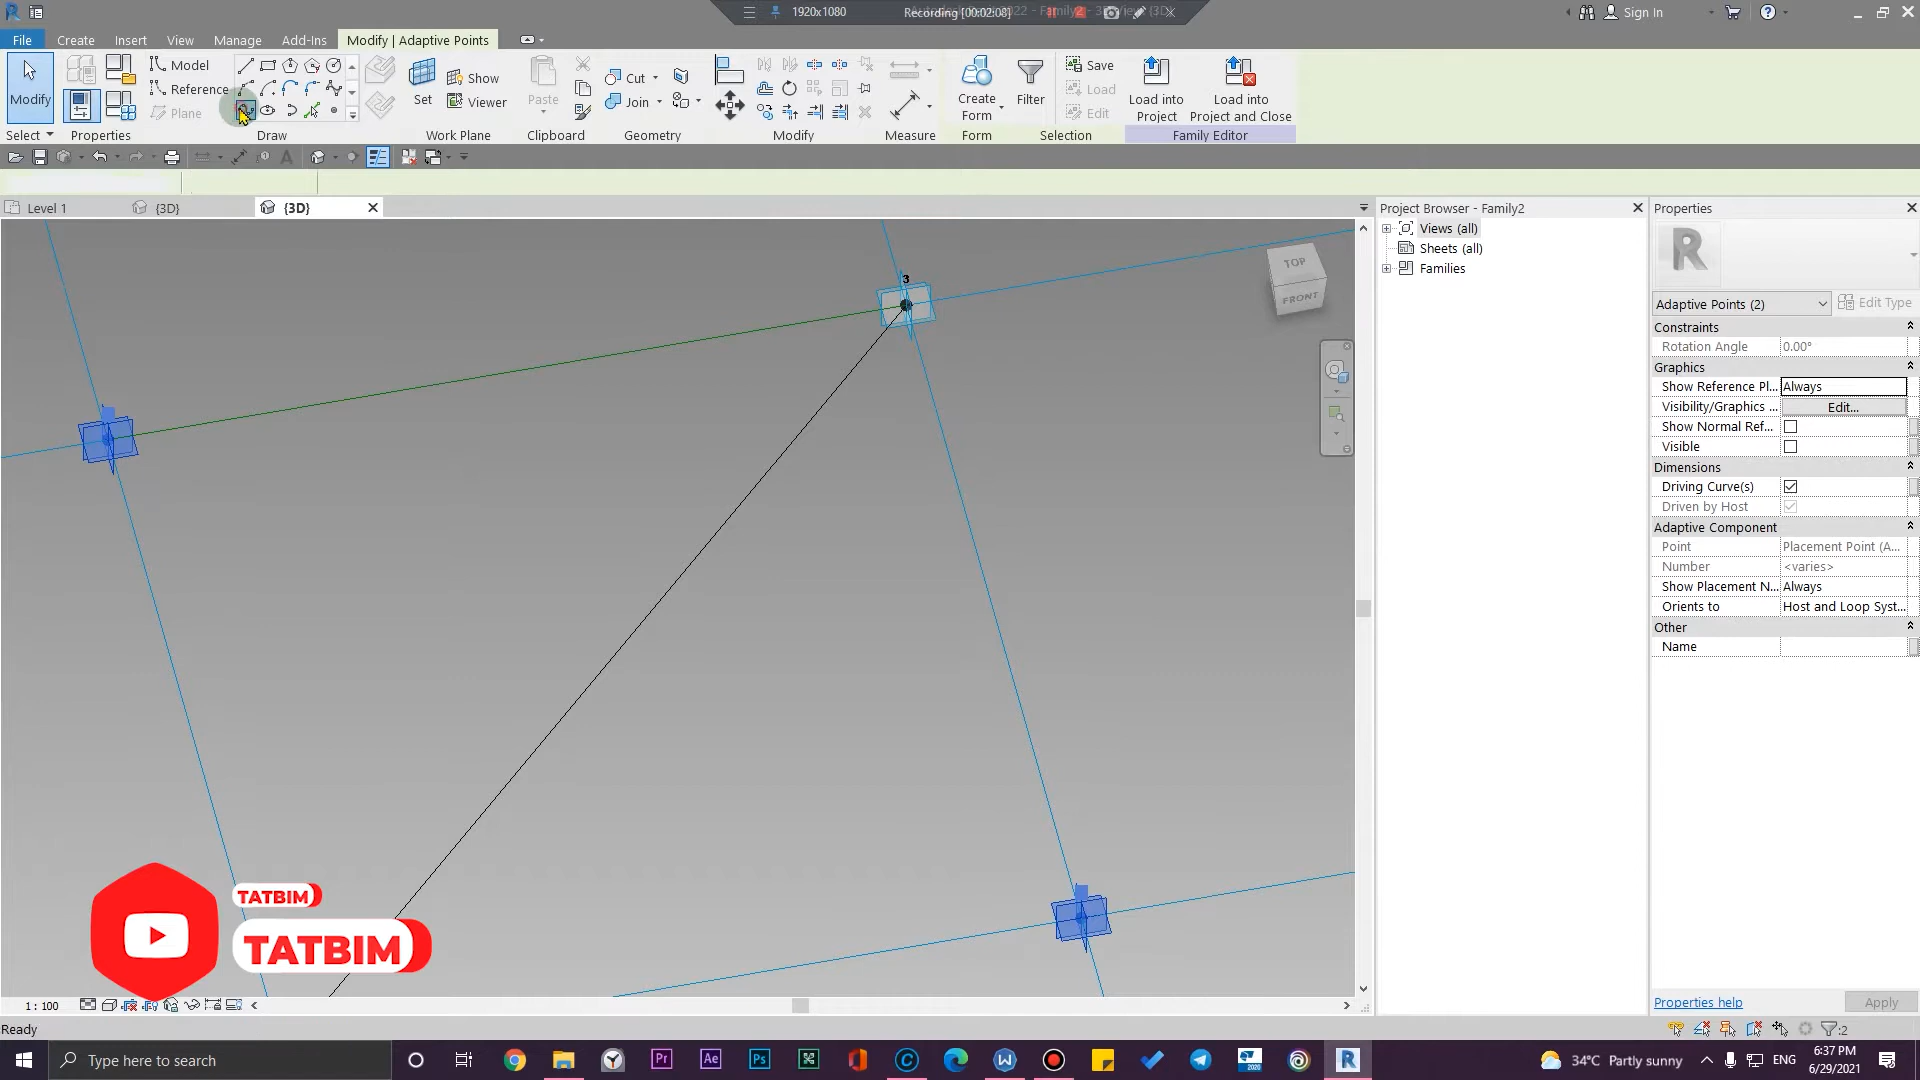 1920x1080
Recording [00:02:08]
Sign In
File
Create
Insert
View
Manage
Add-Ins
Modify | Adaptive Points
Modify
Model
Reference
Plane
Set
Show
Viewer
Paste
Cut
Join
Create Form
Filter
Save
Load
Edit
Load into Project
Load into Project and Close
Select
Properties
Draw
Work Plane
Clipboard
Geometry
Modify
Measure
Form
Selection
Family Editor
Level 1
{3D}
{3D}
Project Browser - Family2
Views (all)
Sheets (all)
Families
TOP
FRONT
3
Properties
R
Adaptive Points (2)
Edit Type
Constraints
Rotation Angle 0.00°
Graphics
Show Reference Pl... Always
Visibility/Graphics ... Edit...
Show Normal Ref...
Visible
Dimensions
Driving Curve(s)
Driven by Host
Adaptive Component
Point Placement Point (A...
Number <varies>
Show Placement N... Always
Orients to Host and Loop Syst...
Other
Name
Properties help
Apply
TATBIM
TATBIM
1 : 100
Ready
:2
Type here to search
34°C Partly sunny
ENG
6:37 PM
6/29/2021